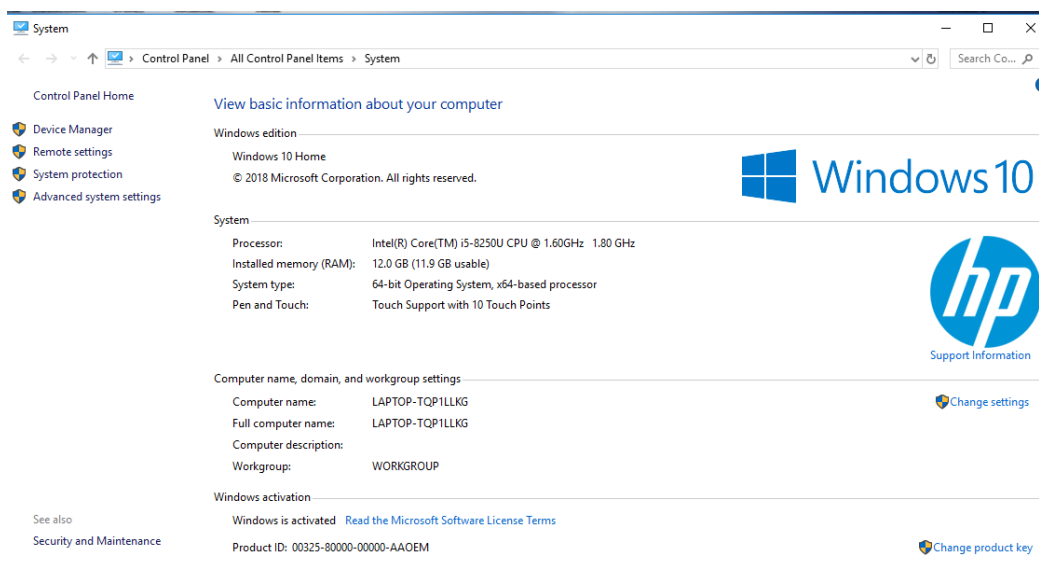 System
Control Panel > All Control Panel Items > System
Search Co...
Control Panel Home
Device Manager
Remote settings
System protection
Advanced system settings
View basic information about your computer
Windows edition
Windows 10 Home
© 2018 Microsoft Corporation. All rights reserved.
Windows 10
System
Processor: Intel(R) Core(TM) i5-8250U CPU @ 1.60GHz 1.80 GHz
Installed memory (RAM): 12.0 GB (11.9 GB usable)
System type: 64-bit Operating System, x64-based processor
Pen and Touch: Touch Support with 10 Touch Points
hp
Support Information
Computer name, domain, and workgroup settings
Computer name: LAPTOP-TQP1LLKG
Change settings
Full computer name: LAPTOP-TQP1LLKG
Computer description:
Workgroup: WORKGROUP
Windows activation
Windows is activated Read the Microsoft Software License Terms
Product ID: 00325-80000-00000-AAOEM
Change product key
See also
Security and Maintenance